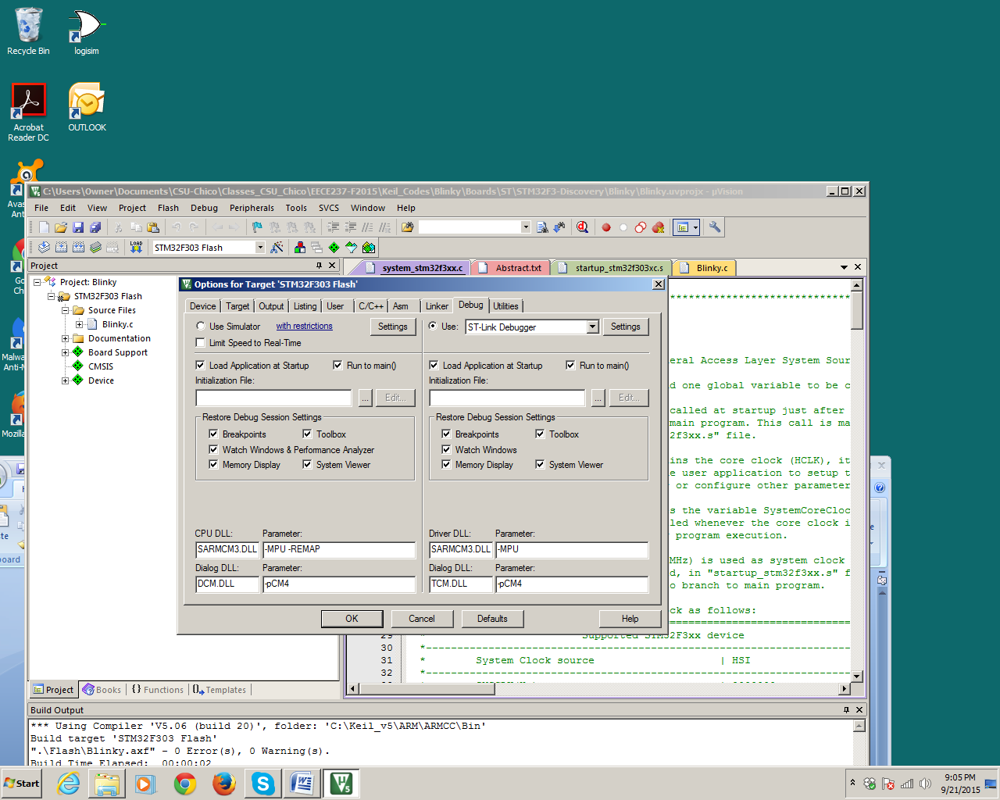 Recycle Bin
logisim
Acrobat
Reader DC
OUTLOOK
Avas
Ant
Go
Ch
Malwa
Anti-M
Mozilla
C:\Users\Owner\Documents\CSU-Chico\Classes_CSU_Chico\EECE237-F2015\Keil_Codes\Blinky\Boards\ST\STM32F3-Discovery\Blinky\Blinky.uvprojx - µVision
File Edit View Project Flash Debug Peripherals Tools SVCS Window Help
LOAD
STM32F303 Flash
Project
system_stm32f3xx.c Abstract.txt startup_stm32f303xc.s Blinky.c
Project: Blinky
STM32F303 Flash
Source Files
Blinky.c
Documentation
Board Support
CMSIS
Device
Options for Target 'STM32F303 Flash'
Device Target Output Listing User C/C++ Asm Linker Debug Utilities
Use Simulator with restrictions Settings
Limit Speed to Real-Time
Use: ST-Link Debugger Settings
Load Application at Startup Run to main()
Initialization File:
... Edit...
Restore Debug Session Settings
Breakpoints Toolbox
Watch Windows & Performance Analyzer
Memory Display System Viewer
Load Application at Startup Run to main()
Initialization File:
... Edit...
Restore Debug Session Settings
Breakpoints Toolbox
Watch Windows
Memory Display System Viewer
CPU DLL: Parameter:
SARMCM3.DLL -MPU -REMAP
Dialog DLL: Parameter:
DCM.DLL -pCM4
Driver DLL: Parameter:
SARMCM3.DLL -MPU
Dialog DLL: Parameter:
TCM.DLL -pCM4
OK Cancel Defaults Help
eral Access Layer System Sour
d one global variable to be c
called at startup just after
main program. This call is ma
2f3xx.s" file.
ins the core clock (HCLK), it
e user application to setup t
r or configure other parameter
s the variable SystemCoreCloc
led whenever the core clock i
program execution.
MHz) is used as system clock
d, in "startup_stm32f3xx.s" f
o branch to main program.
ck as follows:
29 * Supported STM32F3xx device
30 *-----------------------------------------------------------------------------
31 * System Clock source | HSI
32 *-----------------------------------------------------------------------------
Project Books {} Functions Templates
Build Output
*** Using Compiler 'V5.06 (build 20)', folder: 'C:\Keil_v5\ARM\ARMCC\Bin'
Build target 'STM32F303 Flash'
".\Flash\Blinky.axf" - 0 Error(s), 0 Warning(s).
Build Time Elapsed: 00:00:02
ste
board
Start
9:05 PM
9/21/2015